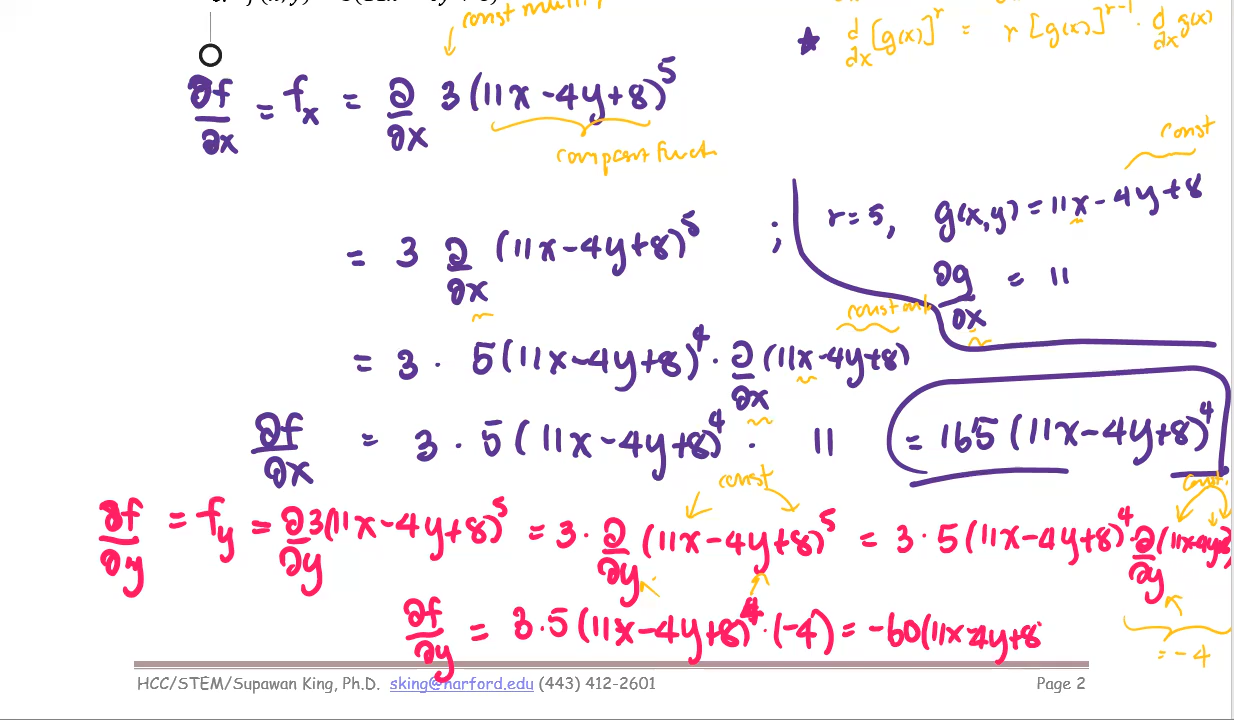 const
d/dx [g(x)]^r = r [g(x)]^(r-1) · d/dx g(x)
∂f/∂x = f_x = ∂/∂x 3(11x-4y+8)^5
const
r=5, g(x,y) = 11x-4y+8
= 3 ∂/∂x (11x-4y+8)^5 ;
∂g/∂x = 11
constant
= 3 · 5(11x-4y+8)^4 · ∂/∂x (11x-4y+8)
∂f/∂x = 3 · 5(11x-4y+8)^4 · 11 = 165(11x-4y+8)^4
const const.
∂f/∂y = f_y = ∂/∂y 3(11x-4y+8)^5 = 3· ∂/∂y (11x-4y+8)^5 = 3·5(11x-4y+8)^4 · ∂/∂y (11x-4y+8)
∂f/∂y = 3·5(11x-4y+8)^4 · (-4) = -60(11x-4y+8
= -4
HCC/STEM/Supawan King, Ph.D. sking@harford.edu (443) 412-2601 Page 2